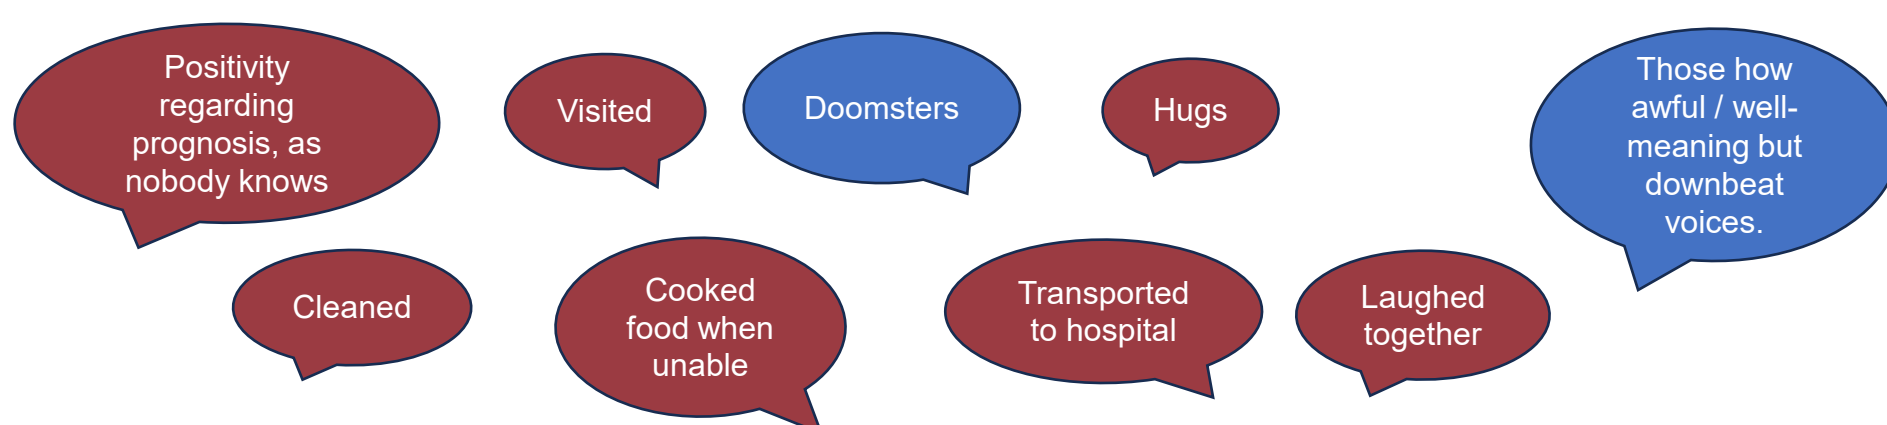 Positivity
regarding
prognosis, as
nobody knows
Visited
Doomsters
Hugs
Those how
awful / well-
meaning but
downbeat
voices.
Cleaned
Cooked
food when
unable
Transported
to hospital
Laughed
together